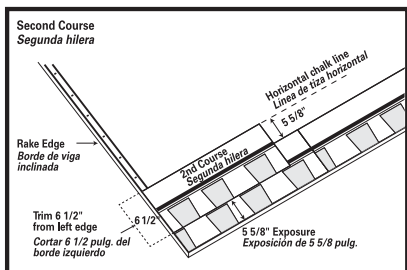 Second Course
Segunda hilera
Horizontal chalk line
Linea de tiza horizontal
5 5/8"
Rake Edge
Borde de viga
inclinada
2nd Course
Segunda hilera
Trim 6 1/2"
from left edge
Cortar 6 1/2 pulg. del
borde izquierdo
6 1/2"
5 5/8" Exposure
Exposición de 5 5/8 pulg.